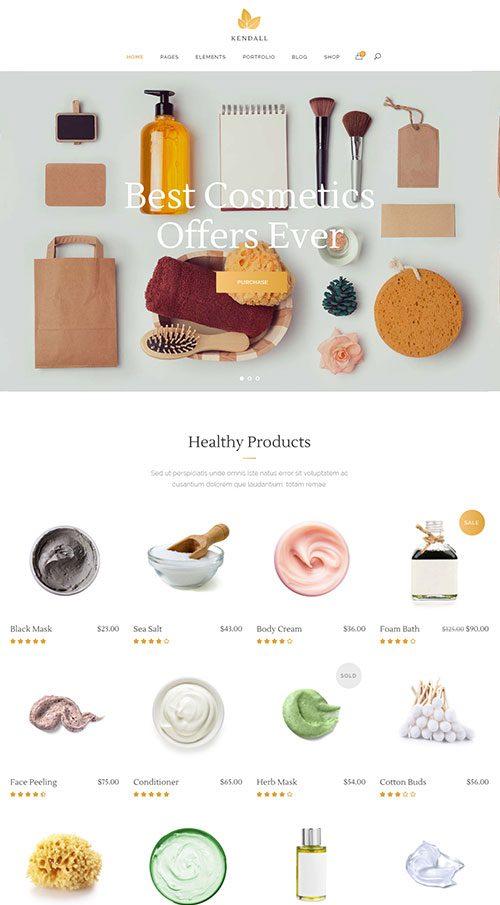 KENDALL
HOME PAGES ELEMENTS PORTFOLIO BLOG SHOP
Best Cosmetics
Offers Ever
PURCHASE
Healthy Products
Sed ut perspiciatis unde omnis iste natus error sit voluptatem ac
cusantium dolorem que laudantium, totam remae
SALE
Black Mask $23.00
Sea Salt $43.00
Body Cream $36.00
Foam Bath $125.00 $90.00
SOLD
Face Peeling $75.00
Conditioner $65.00
Herb Mask $54.00
Cotton Buds $56.00